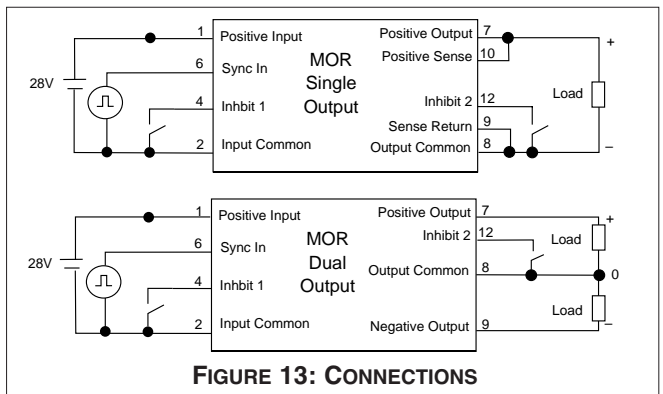 1 Positive Input
Positive Output 7
MOR
Single
Output
Positive Sense 10
6 Sync In
28V
4 Inhbit 1
Inhibit 2 12
Sense Return 9
2 Input Common
Output Common 8
+
Load
–
1 Positive Input
Positive Output 7
MOR
Dual
Output
Inhibit 2 12
6 Sync In
28V
4 Inhbit 1
Output Common 8
2 Input Common
Negative Output 9
+
Load
0
Load
–
FIGURE 13: CONNECTIONS